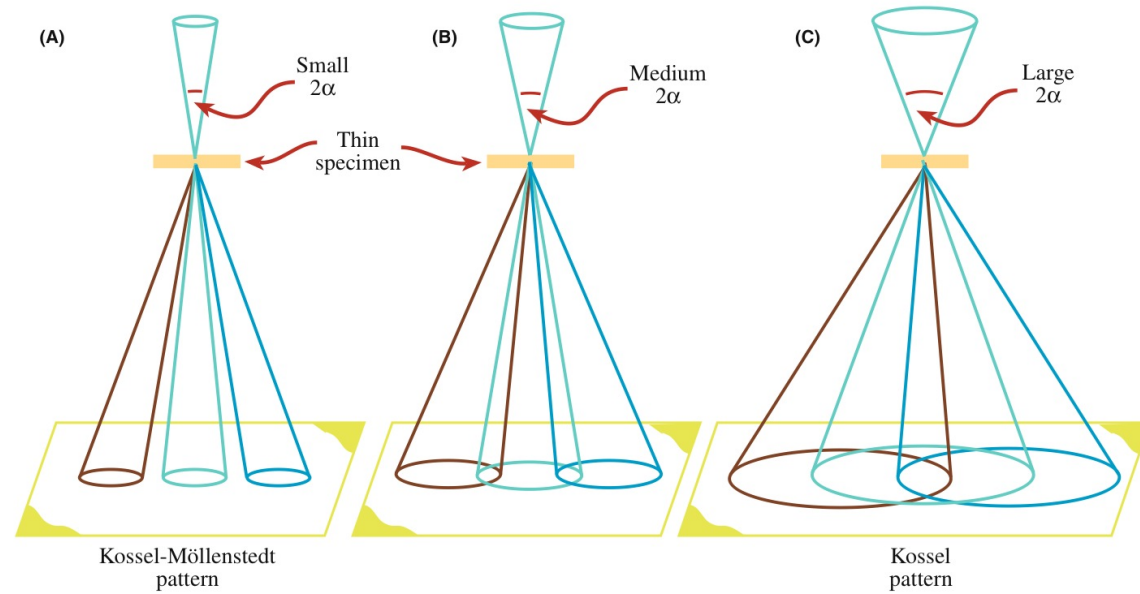 (A)
Small
2α
(B)
Medium
2α
(C)
Large
2α
Thin
specimen
Kossel-Möllenstedt
pattern
Kossel
pattern